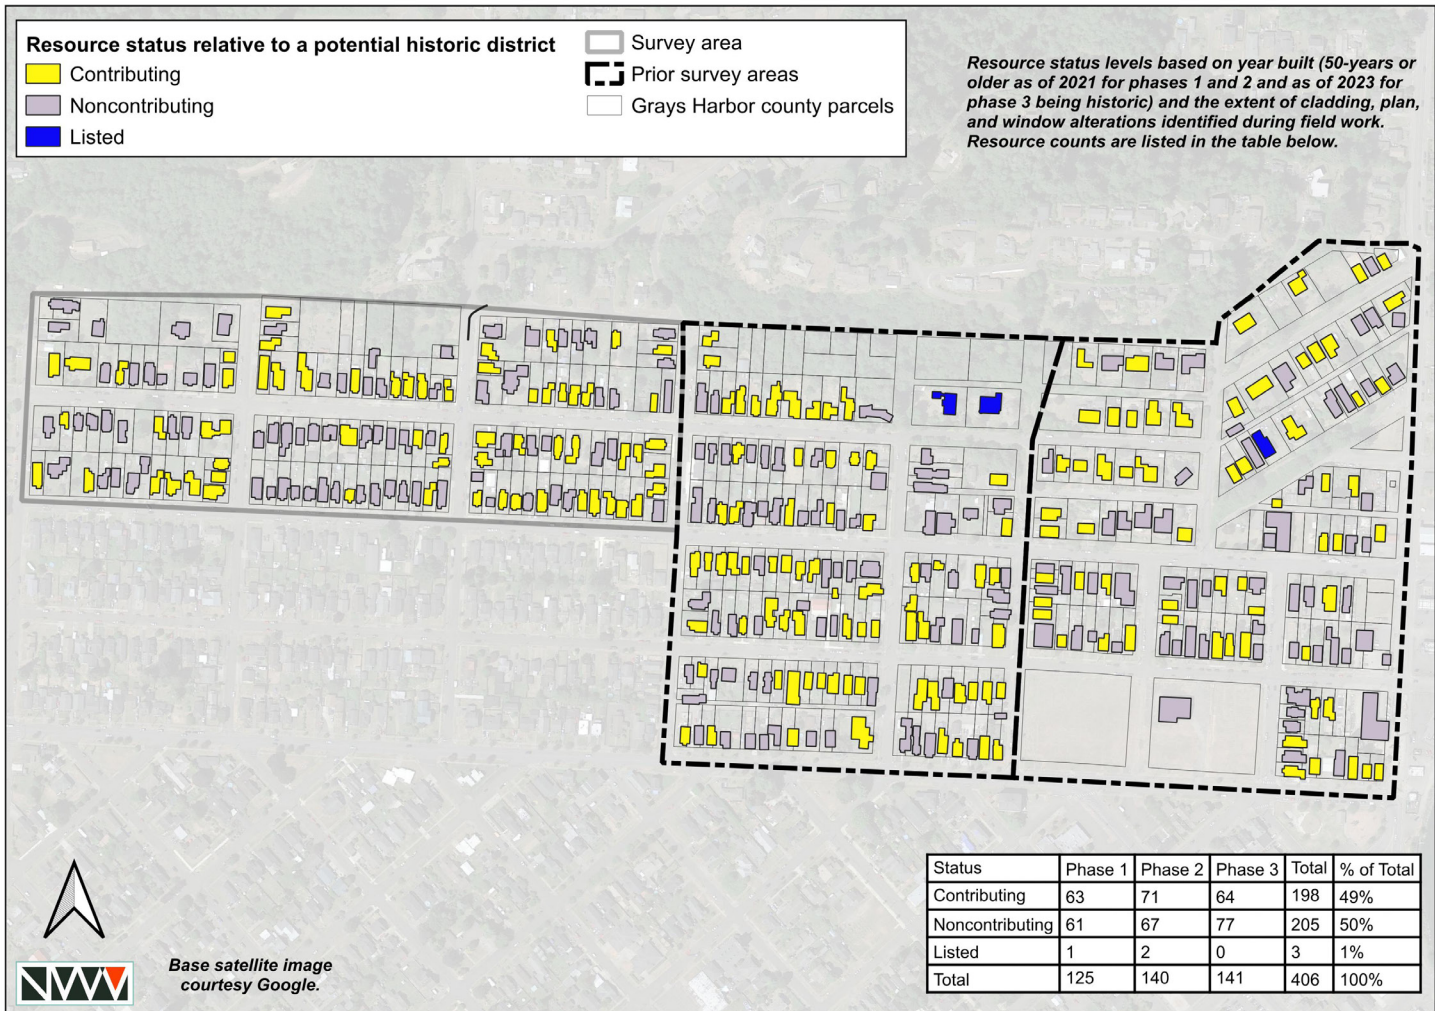 Resource status relative to a potential historic district
Contributing
Noncontributing
Listed
Survey area
Prior survey areas
Grays Harbor county parcels
Resource status levels based on year built (50-years or
older as of 2021 for phases 1 and 2 and as of 2023 for
phase 3 being historic) and the extent of cladding, plan,
and window alterations identified during field work.
Resource counts are listed in the table below.
Status Phase 1 Phase 2 Phase 3 Total % of Total
Contributing 63 71 64 198 49%
Noncontributing 61 67 77 205 50%
Listed 1 2 0 3 1%
Total 125 140 141 406 100%
Base satellite image
courtesy Google.
NWV